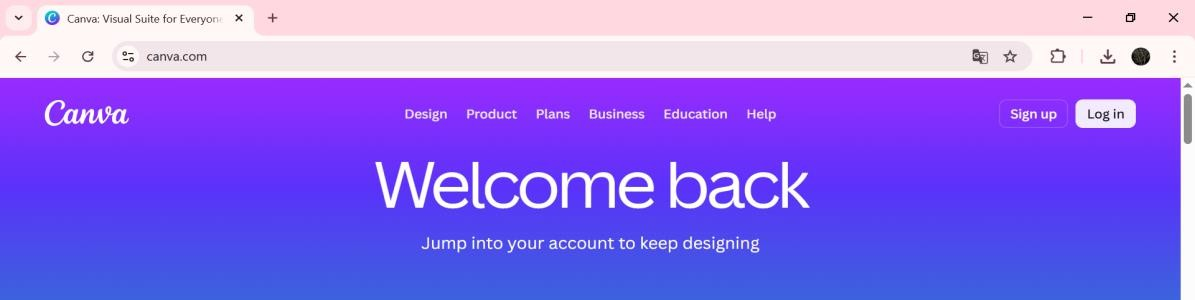 Canva: Visual Suite for Everyone
canva.com
Canva
Design Product Plans Business Education Help
Sign up Log in
Welcome back
Jump into your account to keep designing